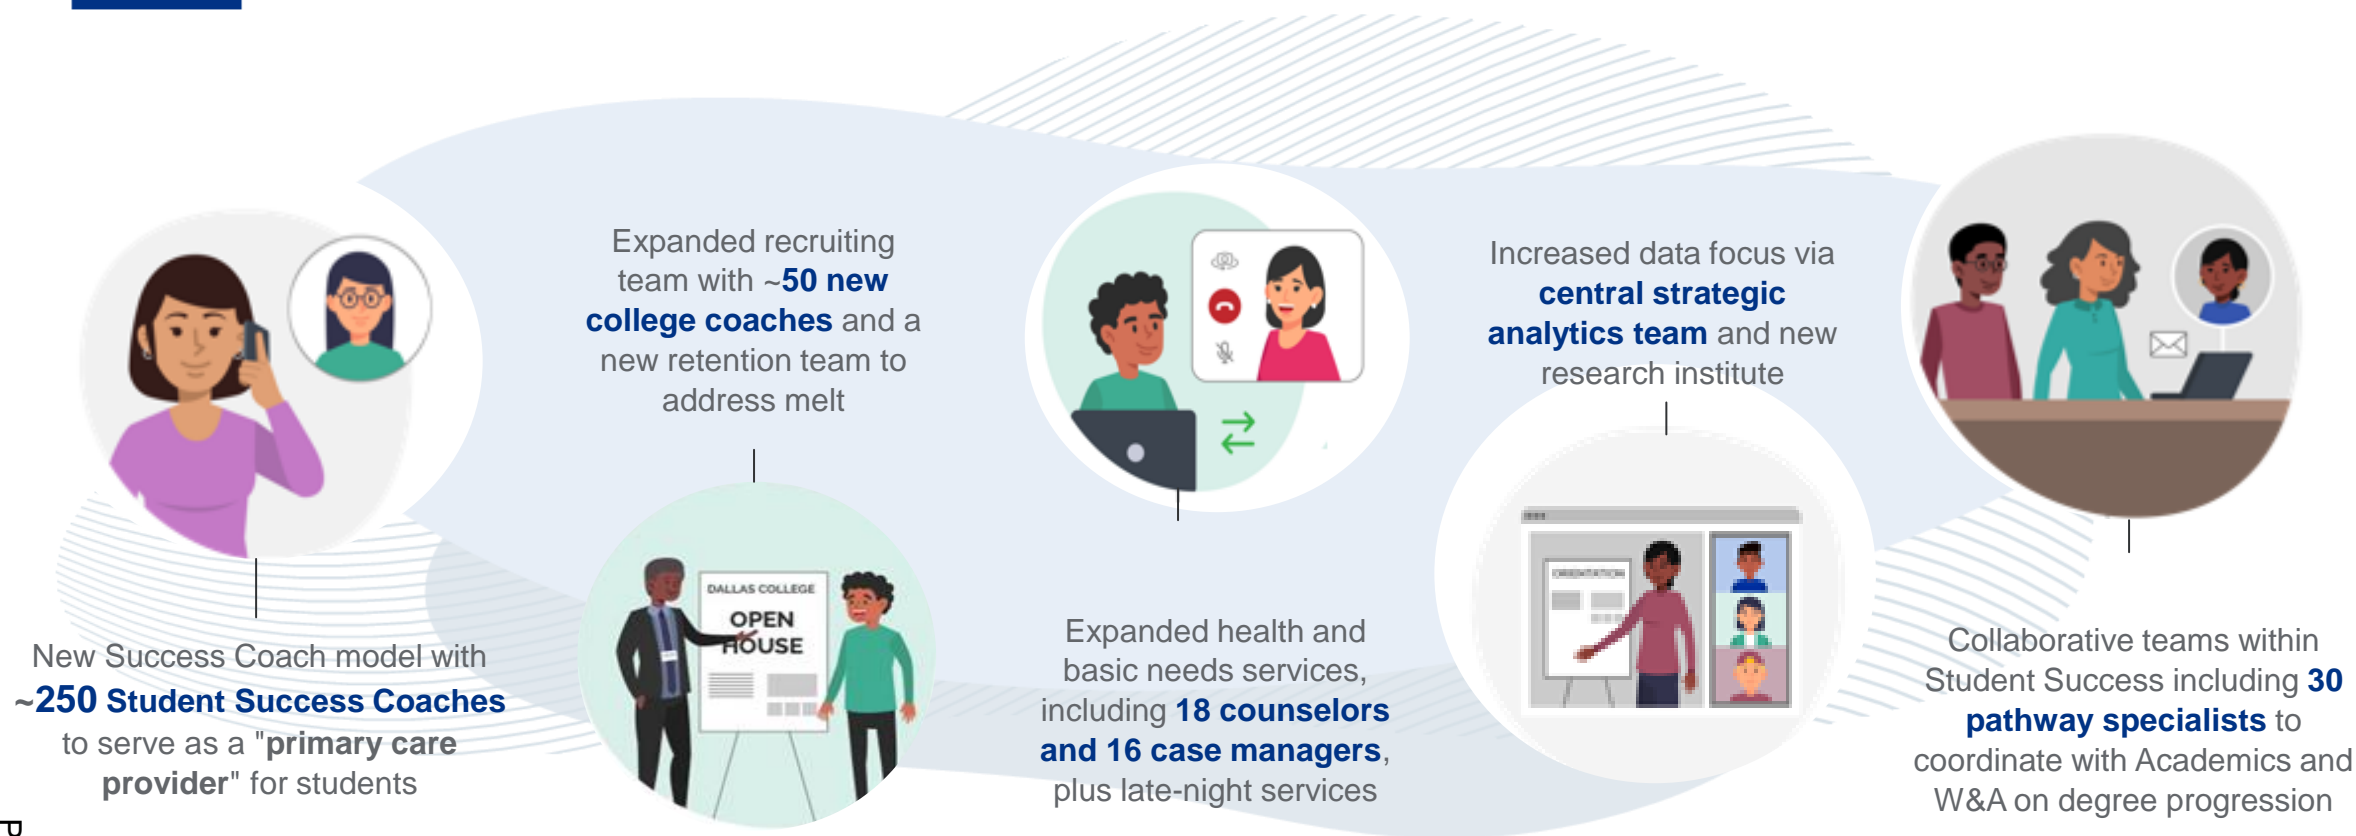 New Success Coach model with
~250 Student Success Coaches
to serve as a "primary care
provider" for students
Expanded recruiting
team with ~50 new
college coaches and a
new retention team to
address melt
DALLAS COLLEGE
OPEN
HOUSE
Expanded health and
basic needs services,
including 18 counselors
and 16 case managers,
plus late-night services
Increased data focus via
central strategic
analytics team and new
research institute
ORIENTATION
Collaborative teams within
Student Success including 30
pathway specialists to
coordinate with Academics and
W&A on degree progression
P